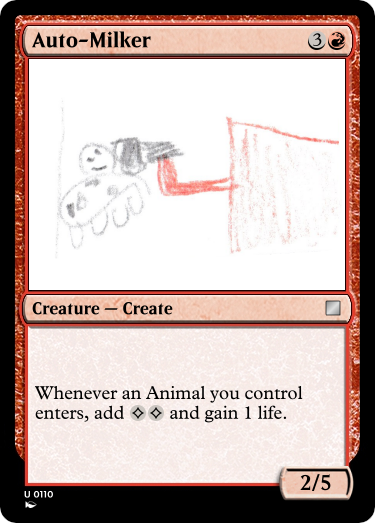 Auto-Milker 3
Creature — Create
Whenever an Animal you control
enters, add and gain 1 life.
2/5
U 0110